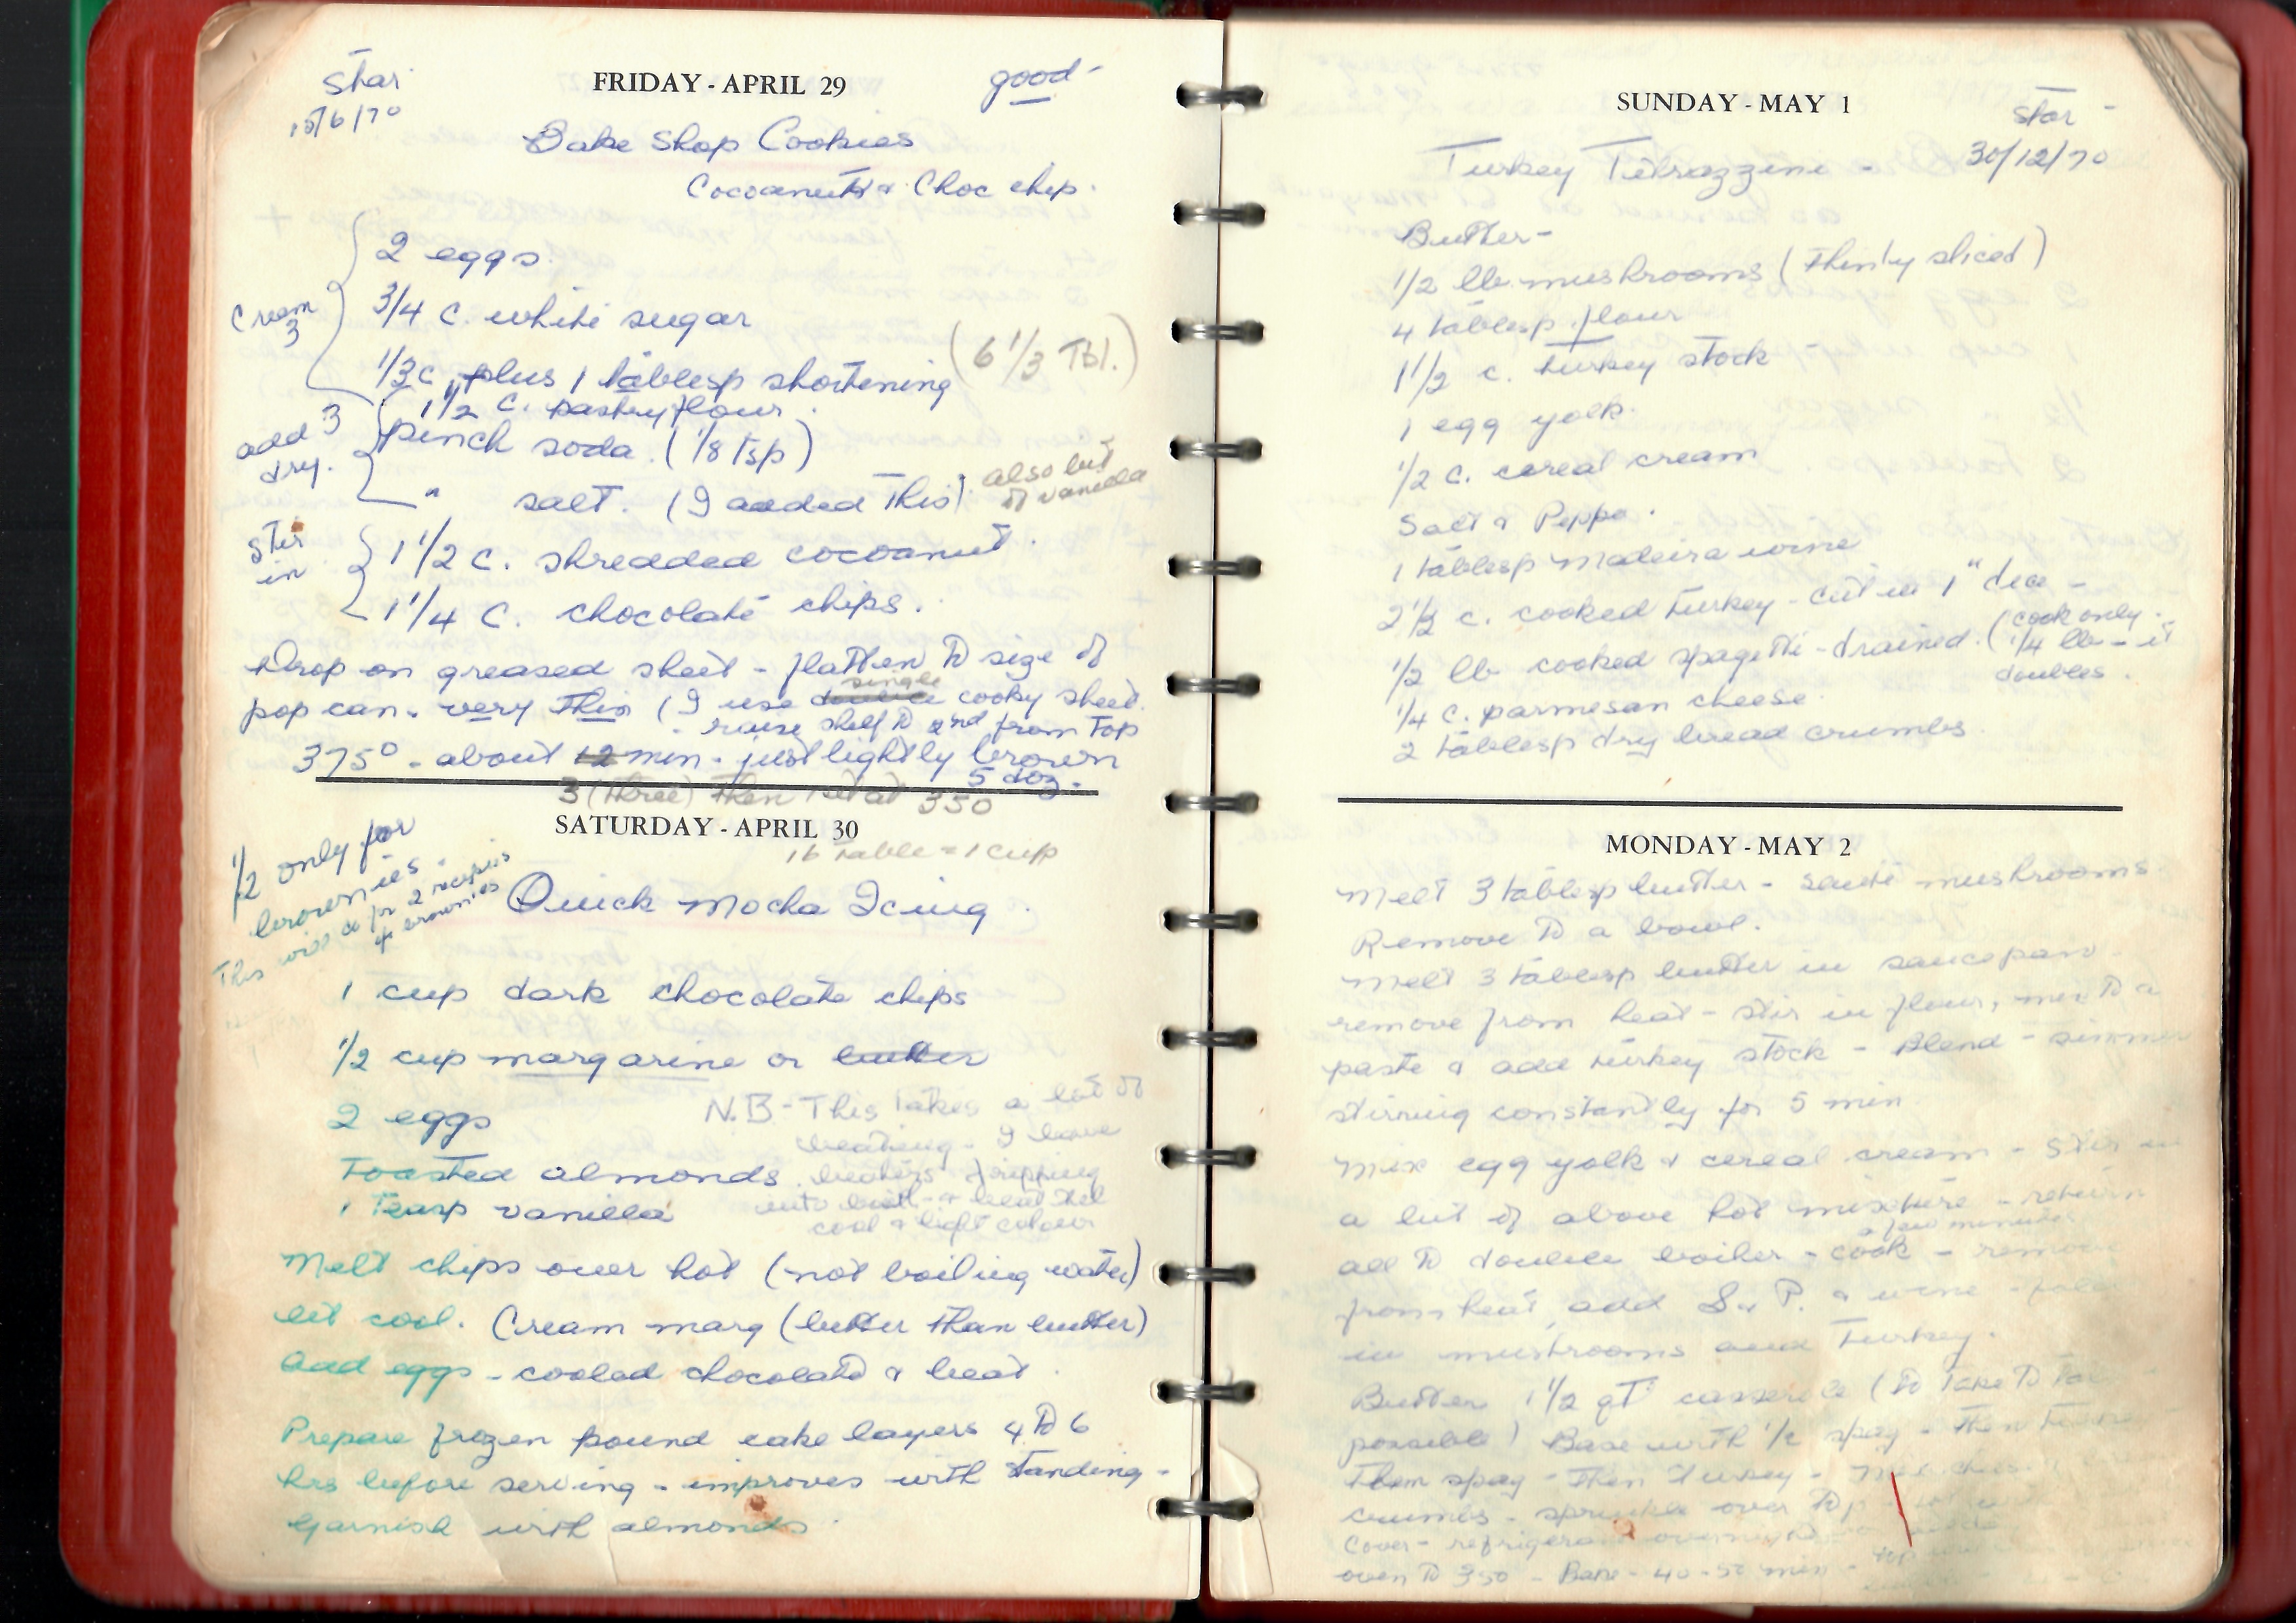 Star
15/6/70
FRIDAY - APRIL 29
good -
Bake Shop Cookies
Cocoanut & Choc chip.
Cream 3
2 eggs.
3/4 c. white sugar
1/3 c, plus 1 tablesp shortening
(6 1/3 Tbl.)
add 3 dry.
1 1/2 c. pastry flour.
pinch soda. (1/8 tsp)
" salt. (I added this)
also bit of vanilla
stir in
1 1/2 c. shredded cocoanut.
1 1/4 c. chocolate chips.
Drop on greased sheet - flatten to size of
single
pop can. very thin (I use double cooky sheet.
- raise shelf to 2nd from top
375° - about 12 min - just lightly brown
5 doz.
3 (three) then 1 set at 350
SATURDAY - APRIL 30
16 table = 1 cup
1/2 only for
brownies.
This will do for 2 recipes
of brownies
Quick Mocha Icing.
1 cup dark chocolate chips
1/2 cup margarine or butter
2 eggs
N.B - This takes a lot of
beating - I leave
Toasted almonds.
beaters dripping
1 Teasp vanilla
into bowl - & beat till
cool & light colour
Melt chips over hot (not boiling water)
let cool. Cream marg (better than butter)
Add eggs - cooled chocolate & beat.
Prepare frozen pound cake layers 4 to 6
hrs before serving - improves with standing -
garnish with almonds.
SUNDAY - MAY 1
Star -
30/12/70
Turkey Tetrazzine -
Butter -
1/2 lb. mushrooms (thinly sliced)
4 tablesp flour
1 1/2 c. turkey stock
1 egg yolk.
1/2 c. cereal cream
Salt & Peppe.
1 tablesp Madeira wine
2 1/2 c. cooked turkey - cut in 1" dice -
1/2 lb cooked spagetti - drained. (cook only
1/4 lb - it
doubles.
1/4 c. parmesan cheese
2 tablesp dry bread crumbs.
MONDAY - MAY 2
Melt 3 tablesp butter - sauté mushrooms.
Remove to a bowl.
Melt 3 tablesp butter in saucepan.
remove from heat - stir in flour, mix to a
paste & add turkey stock - Blend - simmer
stirring constantly for 5 min.
Mix egg yolk & cereal cream - stir in
a bit of above hot mixture - return
a few minutes
all to double boiler - cook - remove
from heat, add S & P. & wine - fold
in mushrooms and Turkey.
Butter 1 1/2 qt casserole (to take to
possible) Base with 1/2 spag - then turkey
Then spag - then turkey - Mix cheese
crumbs - sprinkle over top
Cover - refrigerate overnight
oven to 350 - Bake - 40 - 50 min - top